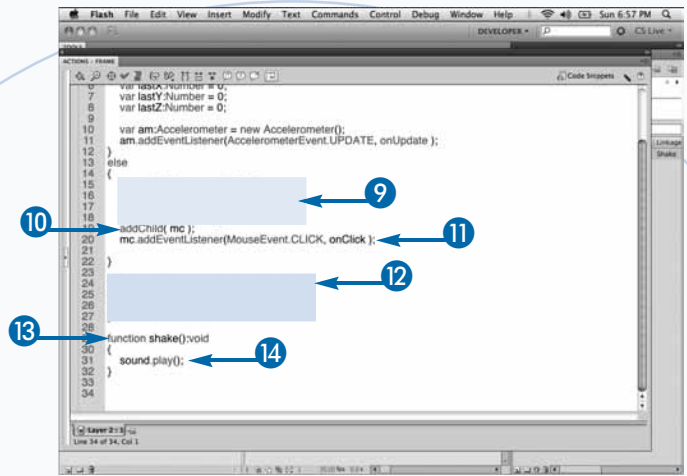 Flash File Edit View Insert Modify Text Commands Control Debug Window Help Sun 6:57 PM
DEVELOPER CS Live
TOOLS
ACTIONS - FRAME
Code Snippets
6 var lastX:Number = 0;
7 var lastY:Number = 0;
8 var lastZ:Number = 0;
9
10 var am:Accelerometer = new Accelerometer();
11 am.addEventListener(AccelerometerEvent.UPDATE, onUpdate );
12 }
13 else
14 {
15
16 9
17
18
10 19 addChild( mc );
20 mc.addEventListener(MouseEvent.CLICK, onClick ); 11
21
22 }
23
24 12
25
26
27
28
13 29 function shake():void
30 {
31 sound.play(); 14
32 }
33
34
Linkage
Shake
Layer 2 : 1
Line 34 of 34, Col 1